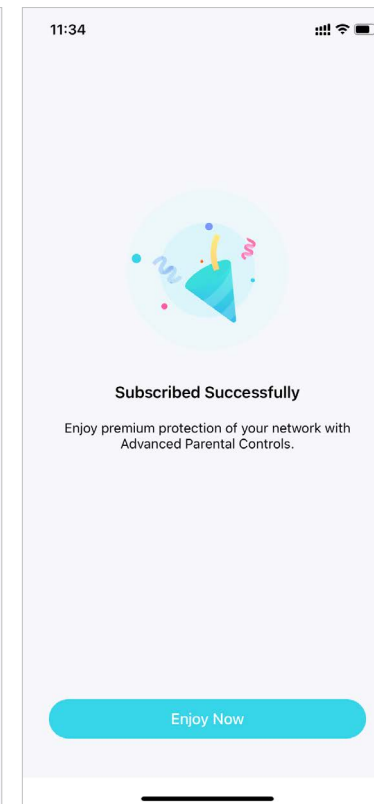 11:34
Subscribed Successfully
Enjoy premium protection of your network with
Advanced Parental Controls.
Enjoy Now